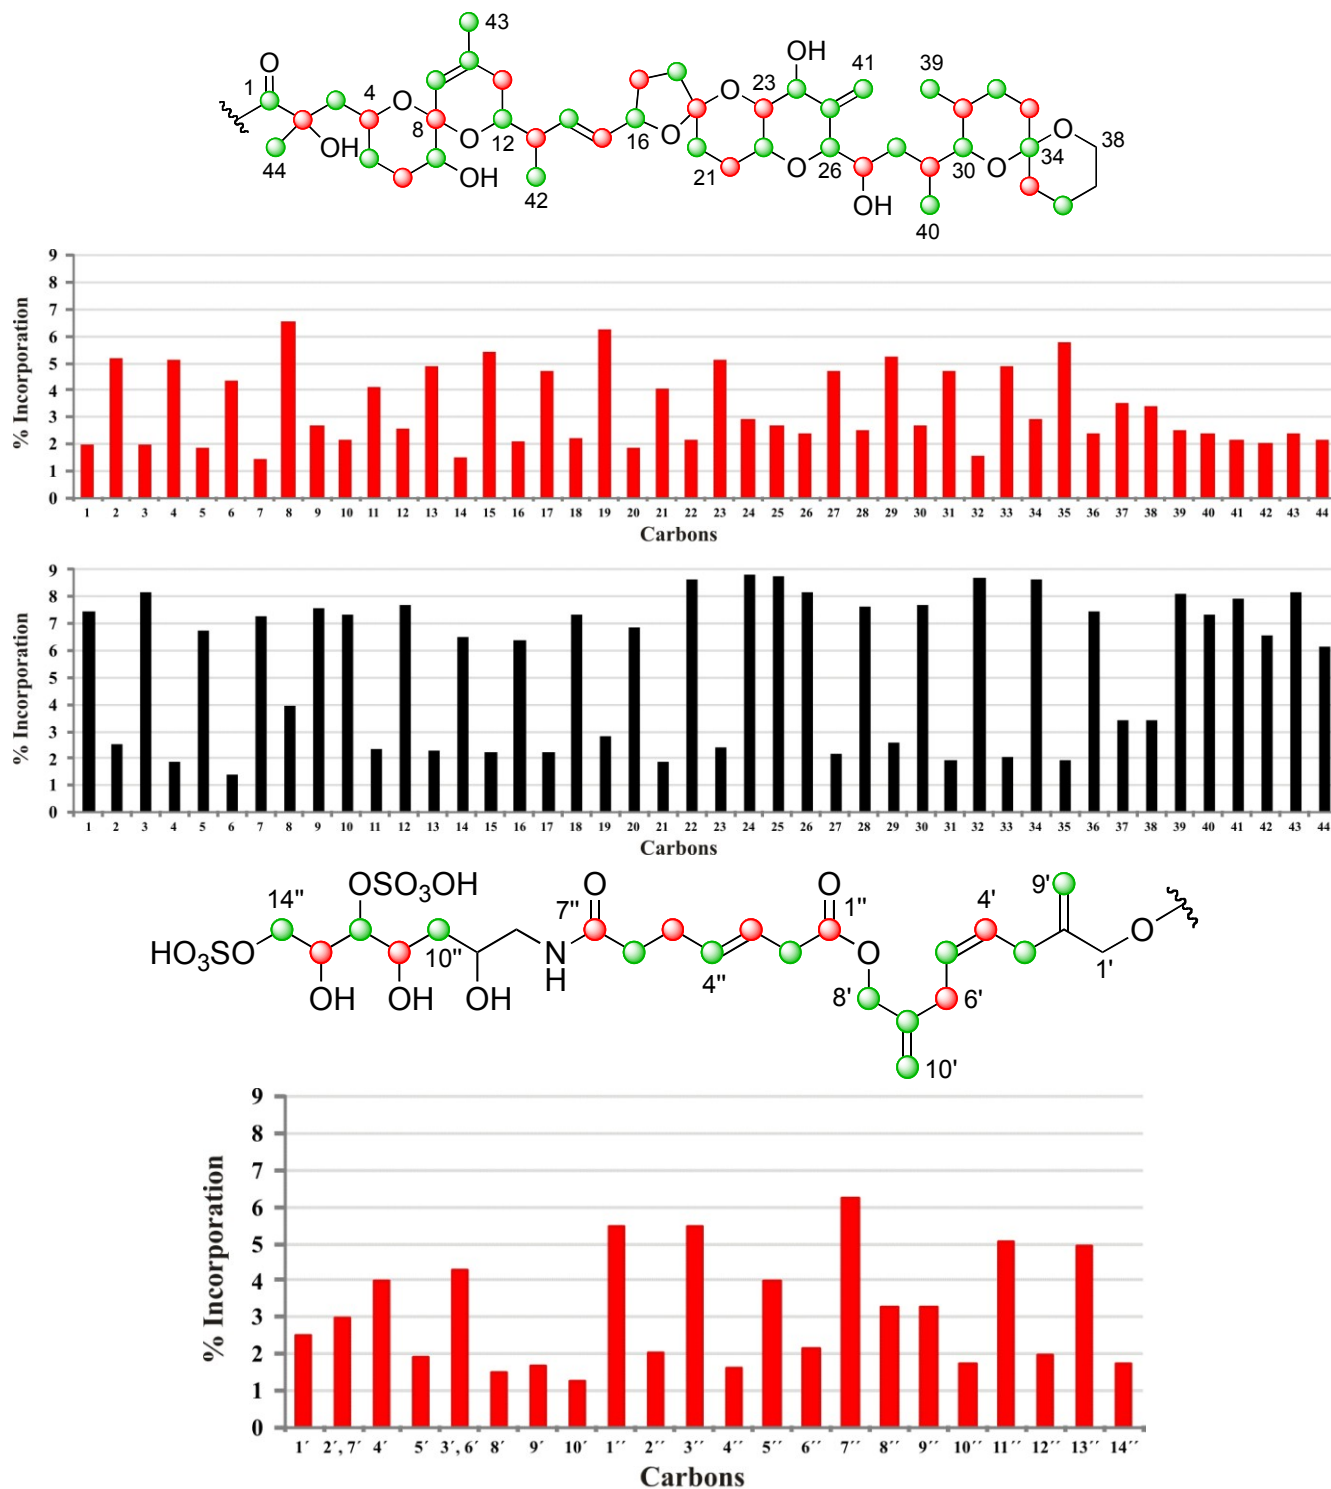 43
O
OH
41
39
1
4
O
O
23
O
8
O
12
16
O
34
38
44
OH
OH
21
O
26
30
O
42
OH
40
% Incorporation
9
8
7
6
5
4
3
2
1
0
1 2 3 4 5 6 7 8 9 10 11 12 13 14 15 16 17 18 19 20 21 22 23 24 25 26 27 28 29 30 31 32 33 34 35 36 37 38 39 40 41 42 43 44
Carbons
% Incorporation
9
8
7
6
5
4
3
2
1
0
1 2 3 4 5 6 7 8 9 10 11 12 13 14 15 16 17 18 19 20 21 22 23 24 25 26 27 28 29 30 31 32 33 34 35 36 37 38 39 40 41 42 43 44
Carbons
OSO₃OH
14"
7"
O
O
1"
4'
9'
HO₃SO
10"
N
H
4"
O
O
1'
OH
OH
OH
8'
6'
10'
% Incorporation
9
8
7
6
5
4
3
2
1
0
1´ 2´, 7´ 4´ 5´ 3´, 6´ 8´ 9´ 10´ 1´´ 2´´ 3´´ 4´´ 5´´ 6´´ 7´´ 8´´ 9´´ 10´´ 11´´ 12´´ 13´´ 14´´
Carbons